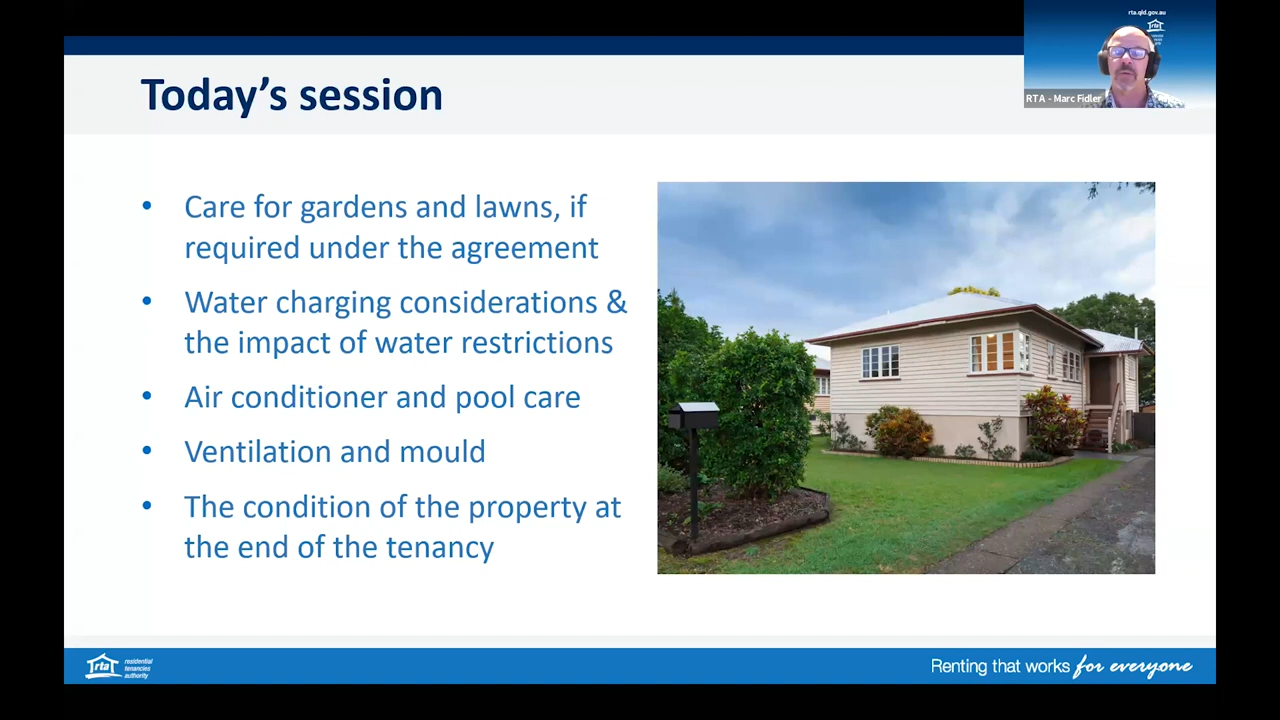 rta.qld.gov.au
rta
Today's session
RTA - Marc Fidler
• Care for gardens and lawns, if
required under the agreement
• Water charging considerations &
the impact of water restrictions
• Air conditioner and pool care
• Ventilation and mould
• The condition of the property at
the end of the tenancy
rta
residential
tenancies
authority
Renting that works for everyone